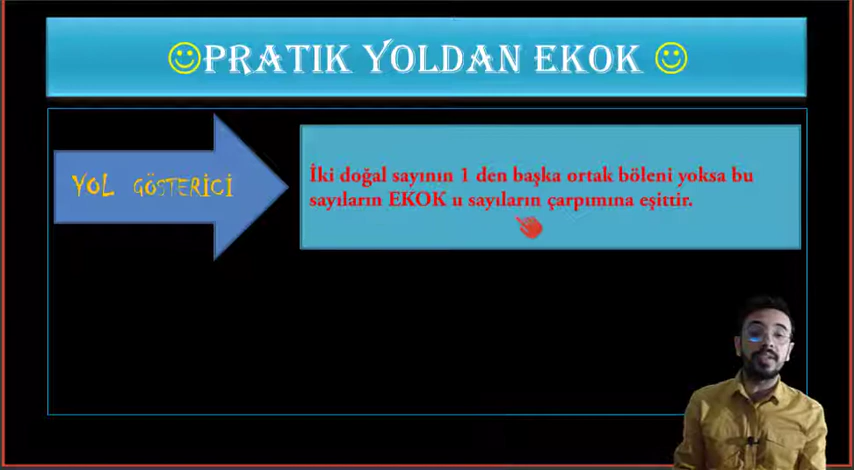 PRATIK YOLDAN EKOK
YOL GÖSTERİCİ
İki doğal sayının 1 den başka ortak böleni yoksa bu
sayıların EKOK u sayıların çarpımına eşittir.